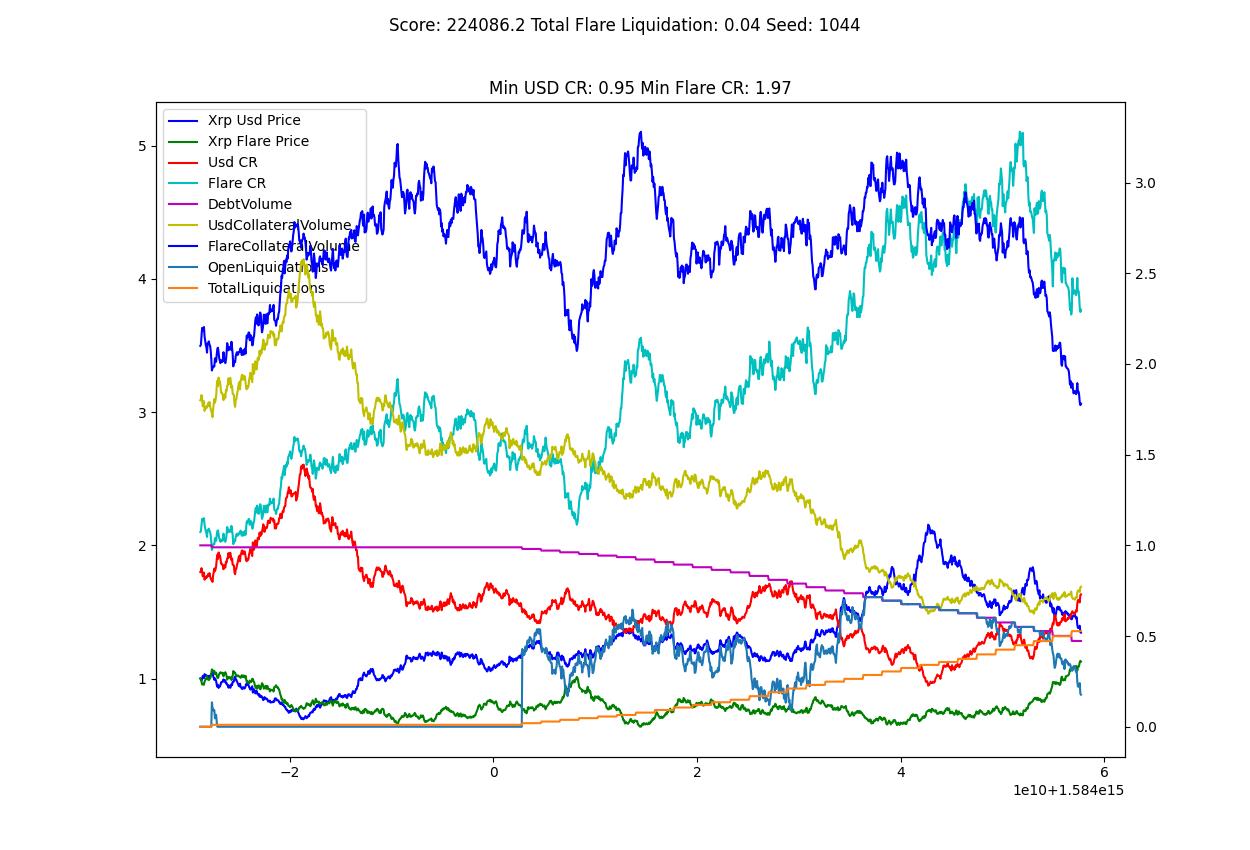 Score: 224086.2 Total Flare Liquidation: 0.04 Seed: 1044
Min USD CR: 0.95 Min Flare CR: 1.97
Xrp Usd Price
Xrp Flare Price
Usd CR
Flare CR
DebtVolume
UsdCollateralVolume
FlareCollateralVolume
OpenLiquidations
TotalLiquidations
5
4
3
2
1
3.0
2.5
2.0
1.5
1.0
0.5
0.0
−2
0
2
4
6
1e10+1.584e15